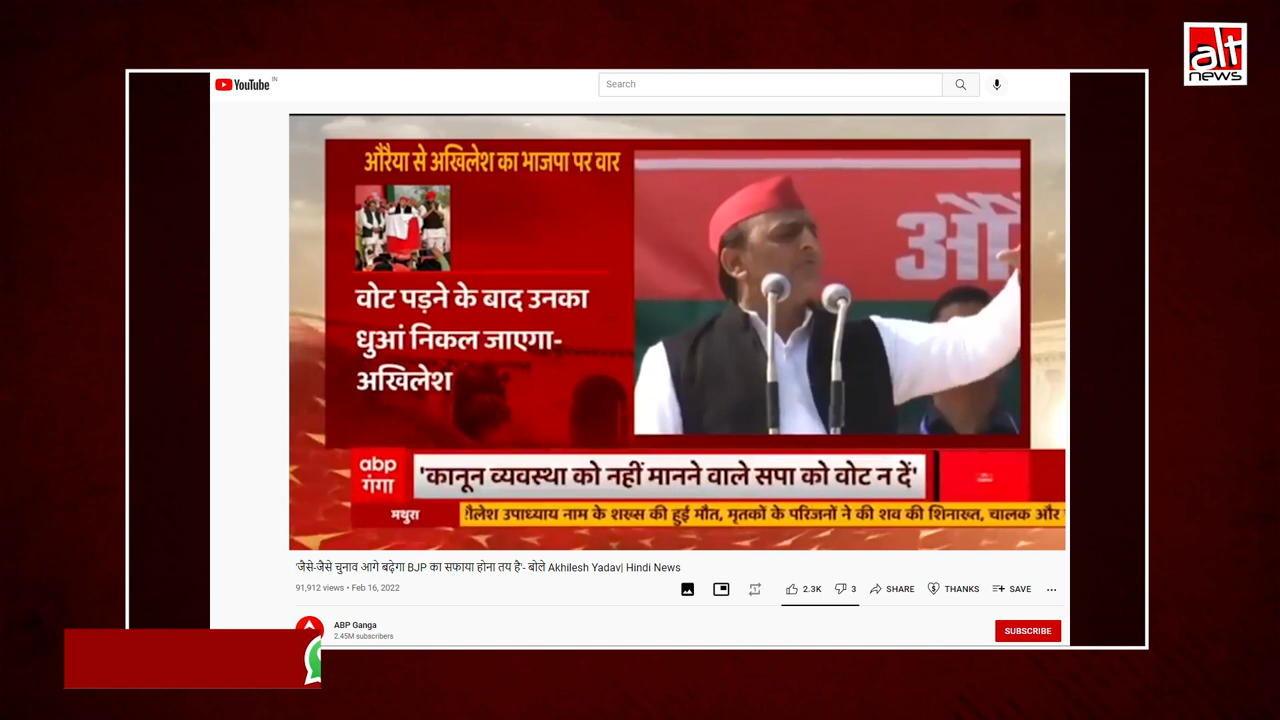 alt
news
YouTube IN
Search
औरैया से अखिलेश का भाजपा पर वार
वोट पड़ने के बाद उनका
धुआं निकल जाएगा-
अखिलेश
औ
abp
गंगा
'कानून व्यवस्था को नहीं मानने वाले सपा को वोट न दें'
मथुरा
शैलेश उपाध्याय नाम के शख्स की हुई मौत, मृतकों के परिजनों ने की शव की शिनाख्त, चालक और
'जैसे-जैसे चुनाव आगे बढ़ेगा BJP का सफाया होना तय है'- बोले Akhilesh Yadav| Hindi News
91,912 views • Feb 16, 2022
2.3K
3
SHARE
THANKS
SAVE
ABP Ganga
2.45M subscribers
SUBSCRIBE